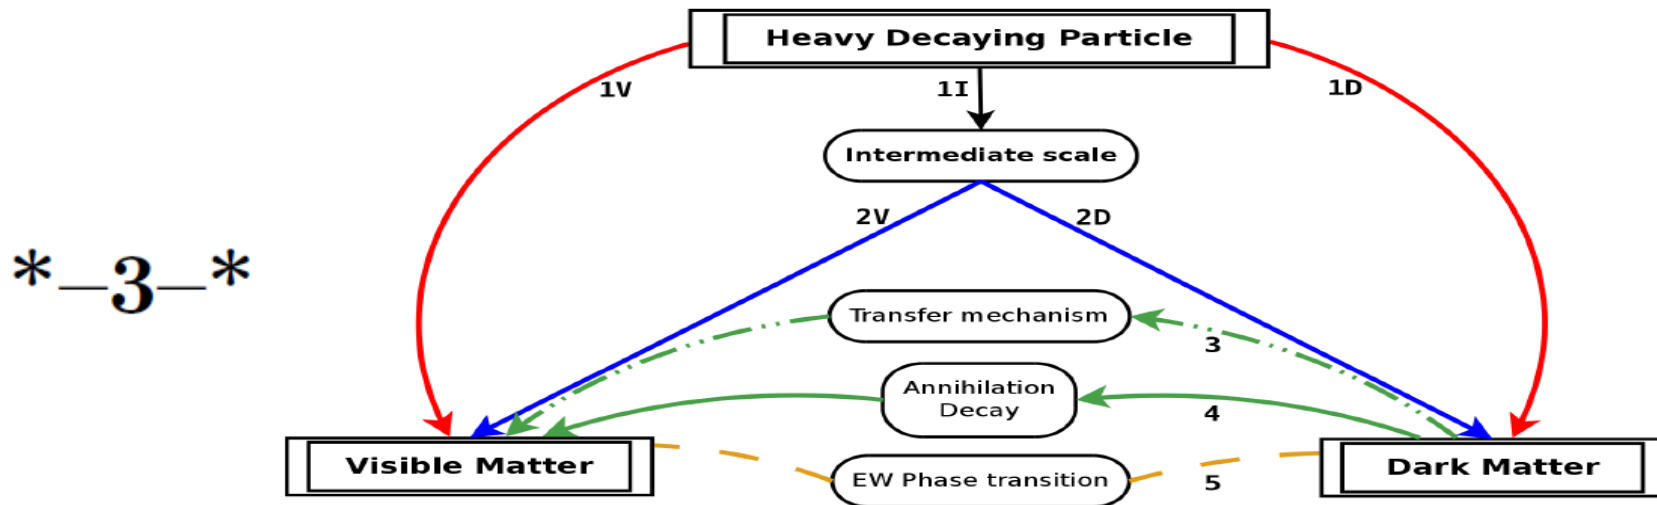 Heavy Decaying Particle
1V
1I
1D
Intermediate scale
2V
2D
*–3–*
Transfer mechanism
3
Annihilation
Decay
4
Visible Matter
EW Phase transition
5
Dark Matter